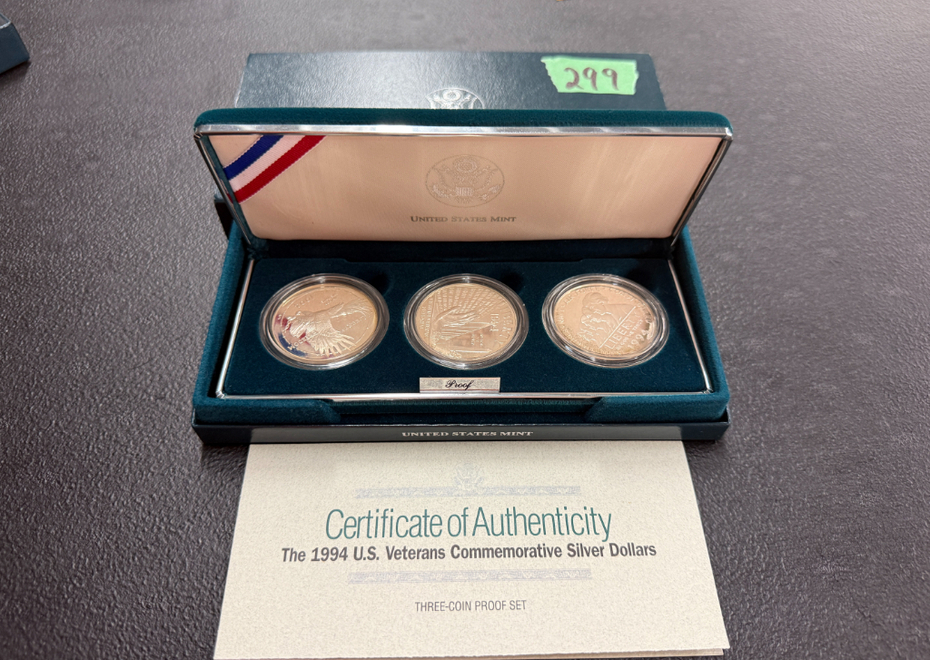 299
UNITED STATES MINT
Proof
UNITED STATES MINT
Certificate of Authenticity
The 1994 U.S. Veterans Commemorative Silver Dollars
THREE-COIN PROOF SET